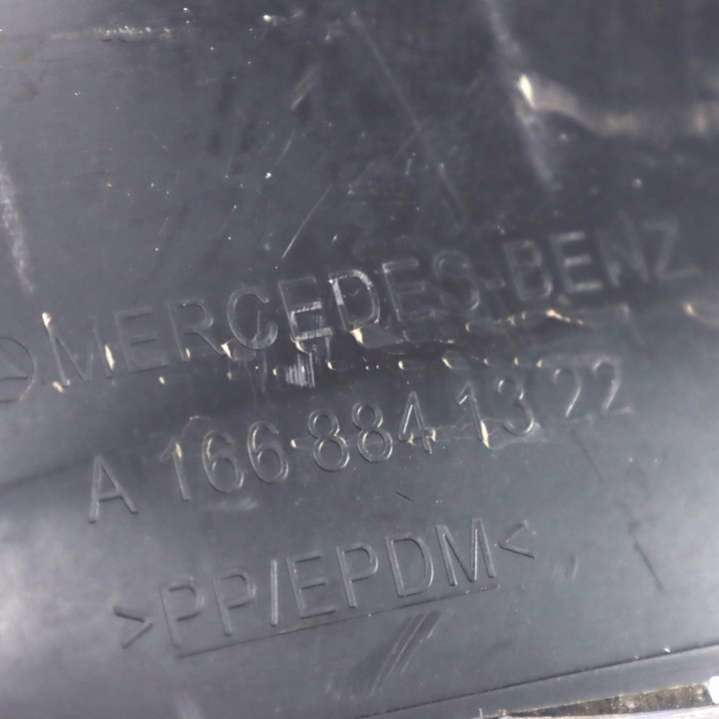 MERCEDES-BENZ
A 166 884 13 22
>PP/EPDM<